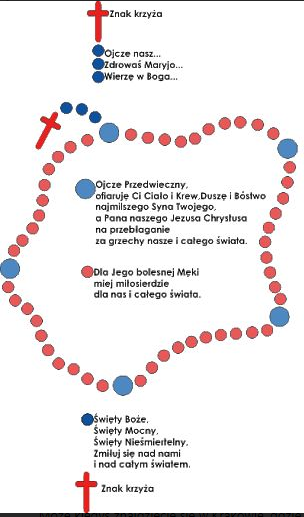 Znak krzyża
Ojcze nasz...
Zdrowaś Maryjo...
Wierzę w Boga...
Ojcze Przedwieczny,
ofiaruję Ci Ciało i Krew,Duszę i Bóstwo
najmilszego Syna Twojego,
a Pana naszego Jezusa Chrystusa
na przebłaganie
za grzechy nasze i całego świata.
Dla Jego bolesnej Męki
miej miłosierdzie
dla nas i całego świata.
Święty Boże,
Święty Mocny,
Święty Nieśmiertelny,
Zmiłuj się nad nami
i nad całym światem.
Znak krzyża